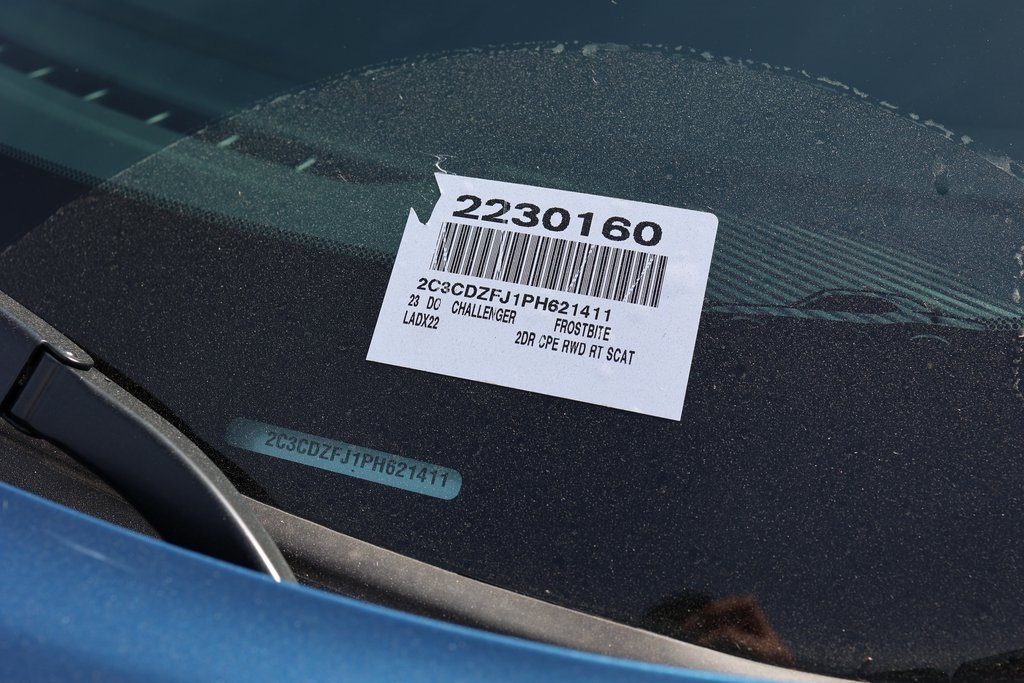 2230160
2C3CDZFJ1PH621411
23 DO CHALLENGER FROSTBITE
LADX22 2DR CPE RWD RT SCAT
2C3CDZFJ1PH621411